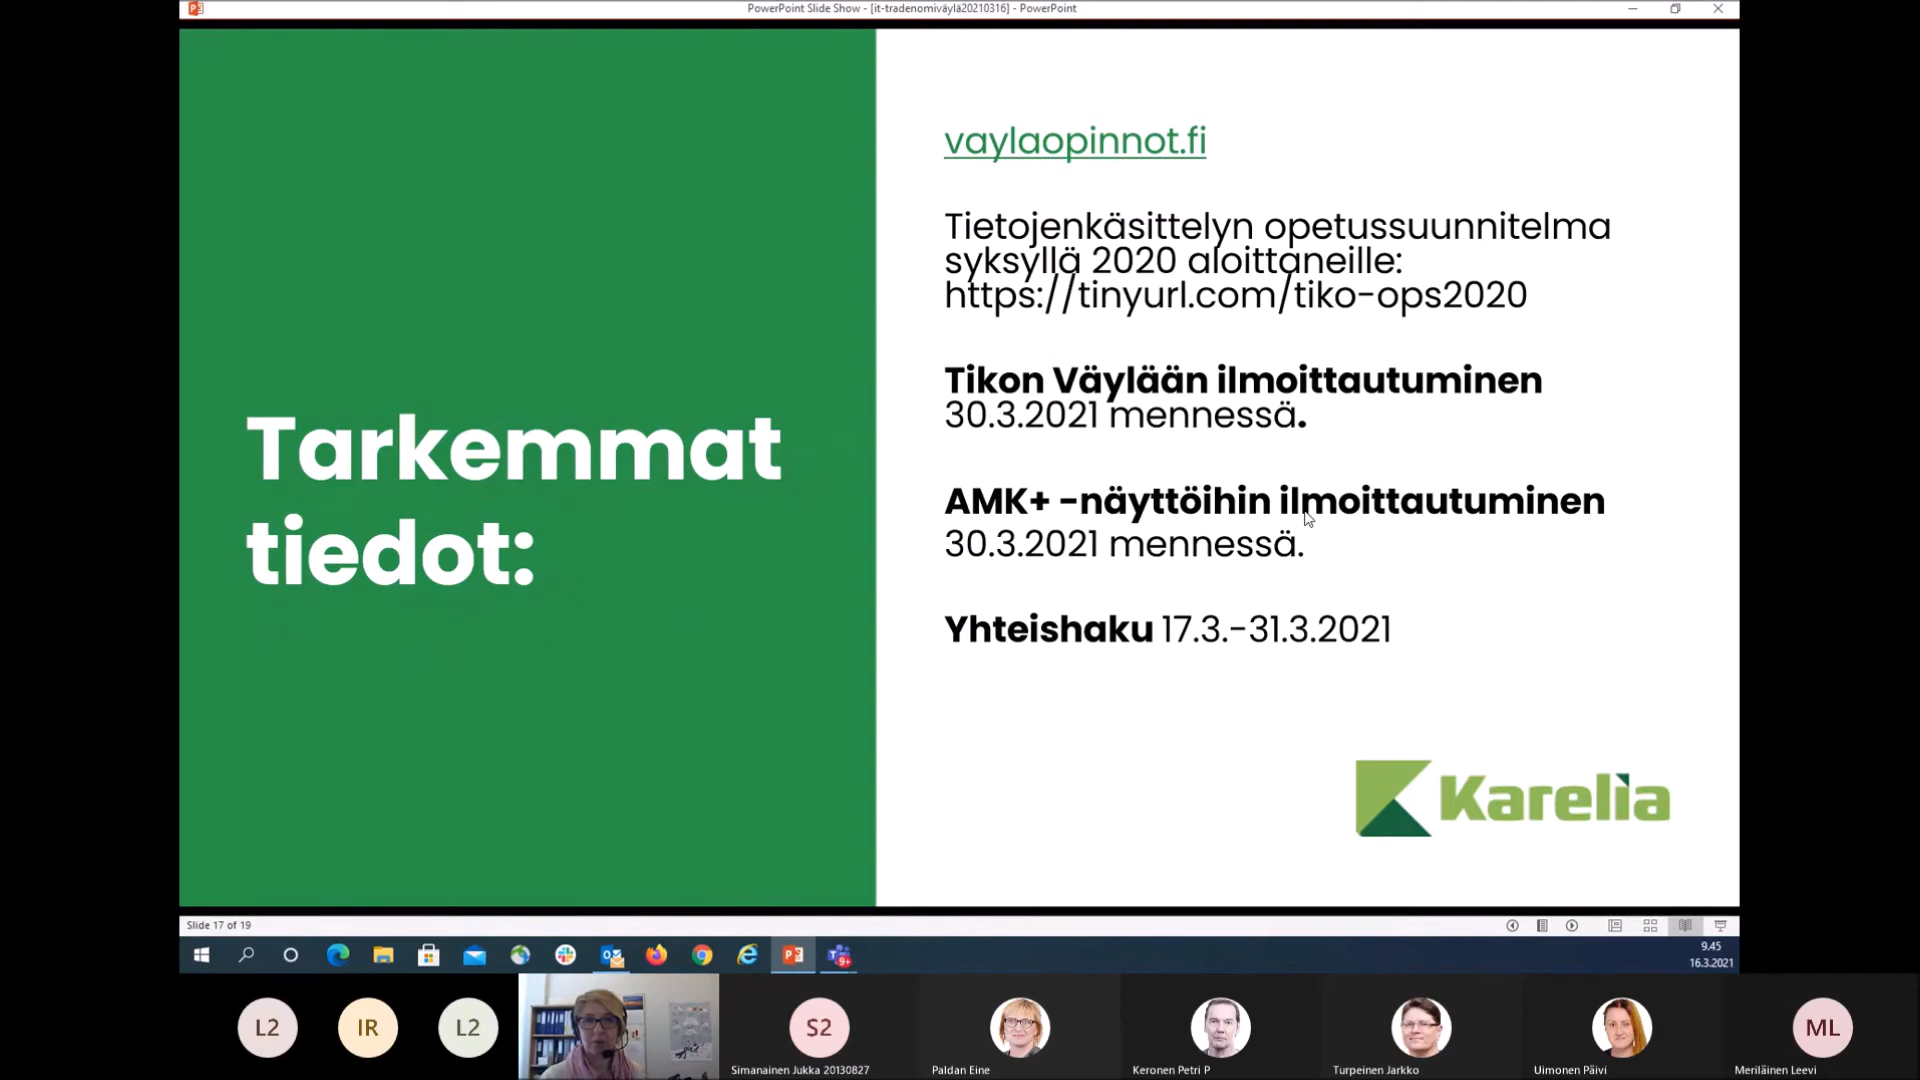 PowerPoint Slide Show - [it-tradenomiväylä20210316] - PowerPoint
Tarkemmat
tiedot:
vaylaopinnot.fi
Tietojenkäsittelyn opetussuunnitelma
syksyllä 2020 aloittaneille:
https://tinyurl.com/tiko-ops2020
Tikon Väylään ilmoittautuminen
30.3.2021 mennessä.
AMK+ -näyttöihin ilmoittautuminen
30.3.2021 mennessä.
Yhteishaku 17.3.-31.3.2021
Karelia
Slide 17 of 19
9+
9.45
16.3.2021
L2
IR
L2
S2
ML
Simanainen Jukka 20130827
Paldan Eine
Keronen Petri P
Turpeinen Jarkko
Uimonen Päivi
Meriläinen Leevi